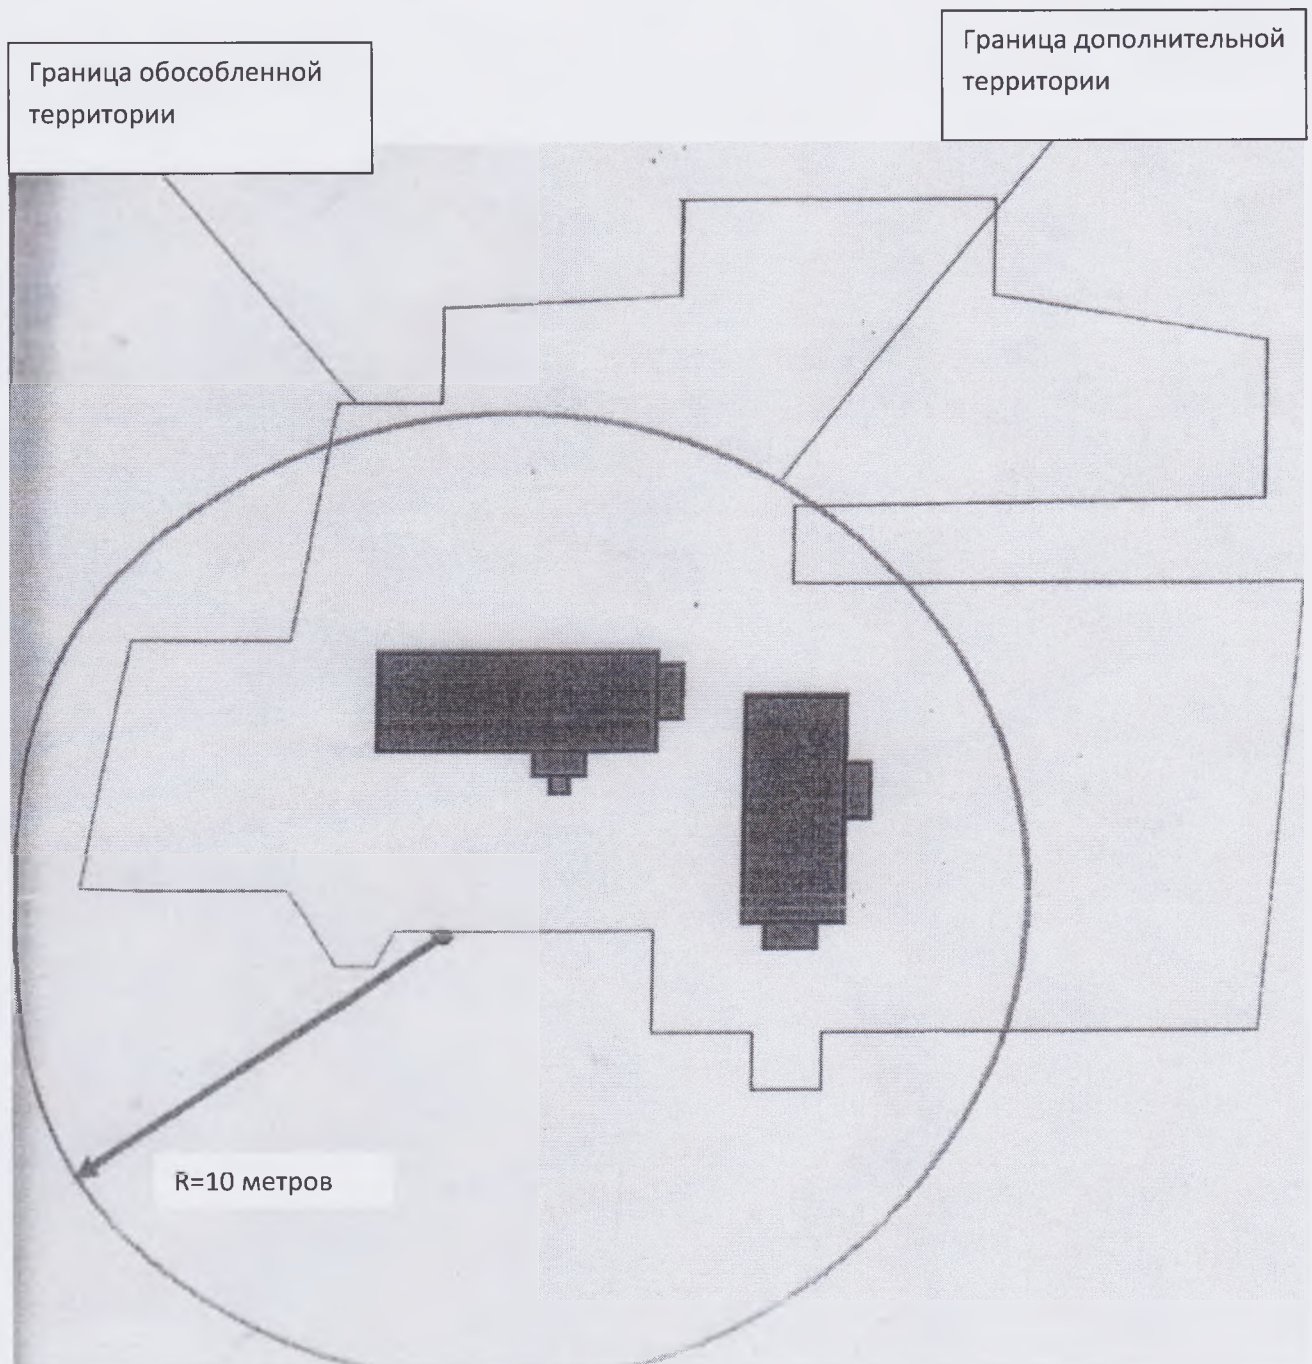 Граница обособленной
территории
Граница дополнительной
территории
R=10 метров